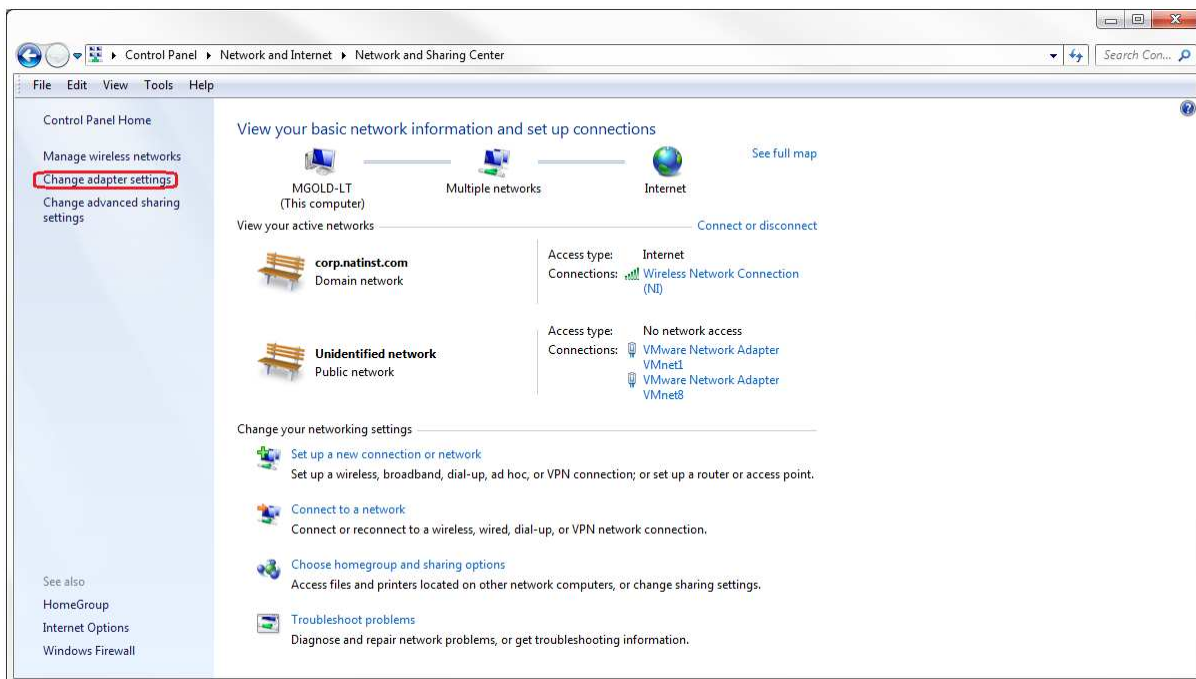 Control Panel Network and Internet Network and Sharing Center
Search Con...
File Edit View Tools Help
Control Panel Home
Manage wireless networks
Change adapter settings
Change advanced sharing
settings
See also
HomeGroup
Internet Options
Windows Firewall
View your basic network information and set up connections
See full map
MGOLD-LT
(This computer)
Multiple networks
Internet
View your active networks
Connect or disconnect
corp.natinst.com
Domain network
Access type: Internet
Connections: Wireless Network Connection
(NI)
Unidentified network
Public network
Access type: No network access
Connections: VMware Network Adapter
VMnet1
VMware Network Adapter
VMnet8
Change your networking settings
Set up a new connection or network
Set up a wireless, broadband, dial-up, ad hoc, or VPN connection; or set up a router or access point.
Connect to a network
Connect or reconnect to a wireless, wired, dial-up, or VPN network connection.
Choose homegroup and sharing options
Access files and printers located on other network computers, or change sharing settings.
Troubleshoot problems
Diagnose and repair network problems, or get troubleshooting information.